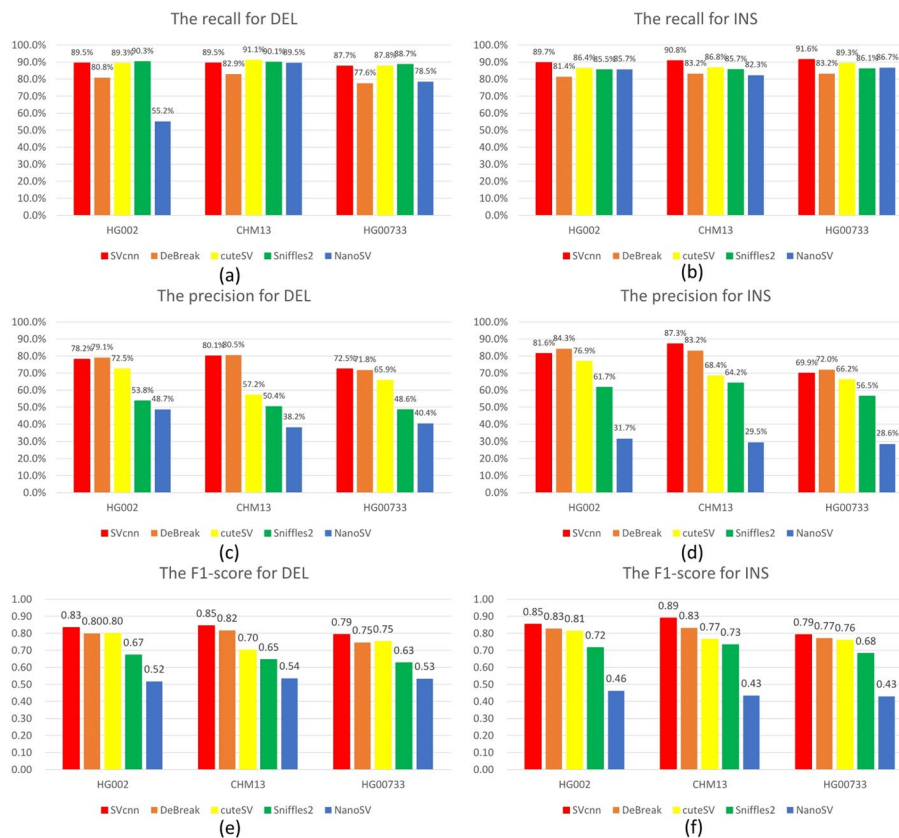 The recall for DEL
100.0%
90.0%
80.0%
70.0%
60.0%
50.0%
40.0%
30.0%
20.0%
10.0%
0.0%
89.5% 80.8% 89.3% 90.3% 55.2%
89.5% 82.9% 91.1% 90.1% 89.5%
87.7% 77.6% 87.8% 88.7% 78.5%
HG002 CHM13 HG00733
SVcnn DeBreak cuteSV Sniffles2 NanoSV
(a)
The recall for INS
100.0%
90.0%
80.0%
70.0%
60.0%
50.0%
40.0%
30.0%
20.0%
10.0%
0.0%
89.7% 81.4% 86.4% 85.5% 85.7%
90.8% 83.2% 86.8% 85.7% 82.3%
91.6% 83.2% 89.3% 86.1% 86.7%
HG002 CHM13 HG00733
SVcnn DeBreak cuteSV Sniffles2 NanoSV
(b)
The precision for DEL
100.0%
90.0%
80.0%
70.0%
60.0%
50.0%
40.0%
30.0%
20.0%
10.0%
0.0%
78.2% 79.1% 72.5% 53.8% 48.7%
80.1% 80.5% 57.2% 50.4% 38.2%
72.5% 71.8% 65.9% 48.6% 40.4%
HG002 CHM13 HG00733
SVcnn DeBreak cuteSV Sniffles2 NanoSV
(c)
The precision for INS
100.0%
90.0%
80.0%
70.0%
60.0%
50.0%
40.0%
30.0%
20.0%
10.0%
0.0%
81.6% 84.3% 76.9% 61.7% 31.7%
87.3% 83.2% 68.4% 64.2% 29.5%
69.9% 72.0% 66.2% 56.5% 28.6%
HG002 CHM13 HG00733
SVcnn DeBreak cuteSV Sniffles2 NanoSV
(d)
The F1-score for DEL
1.00
0.90
0.80
0.70
0.60
0.50
0.40
0.30
0.20
0.10
0.00
0.83 0.80 0.80 0.67 0.52
0.85 0.82 0.70 0.65 0.54
0.79 0.75 0.75 0.63 0.53
HG002 CHM13 HG00733
SVcnn DeBreak cuteSV Sniffles2 NanoSV
(e)
The F1-score for INS
1.00
0.90
0.80
0.70
0.60
0.50
0.40
0.30
0.20
0.10
0.00
0.85 0.83 0.81 0.72 0.46
0.89 0.83 0.77 0.73 0.43
0.79 0.77 0.76 0.68 0.43
HG002 CHM13 HG00733
SVcnn DeBreak cuteSV Sniffles2 NanoSV
(f)